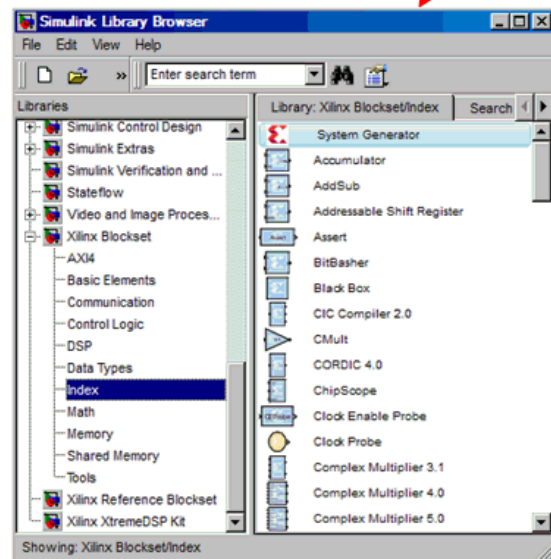 Simulink Library Browser
File Edit View Help
» Enter search term
Libraries
Simulink Control Design
Simulink Extras
Simulink Verification and ...
Stateflow
Video and Image Proces...
Xilinx Blockset
AXI4
Basic Elements
Communication
Control Logic
DSP
Data Types
Index
Math
Memory
Shared Memory
Tools
Xilinx Reference Blockset
Xilinx XtremeDSP Kit
Library: Xilinx Blockset/Index Search
System Generator
Accumulator
AddSub
Addressable Shift Register
Assert
BitBasher
Black Box
CIC Compiler 2.0
CMult
CORDIC 4.0
ChipScope
Clock Enable Probe
Clock Probe
Complex Multiplier 3.1
Complex Multiplier 4.0
Complex Multiplier 5.0
Showing: Xilinx Blockset/Index